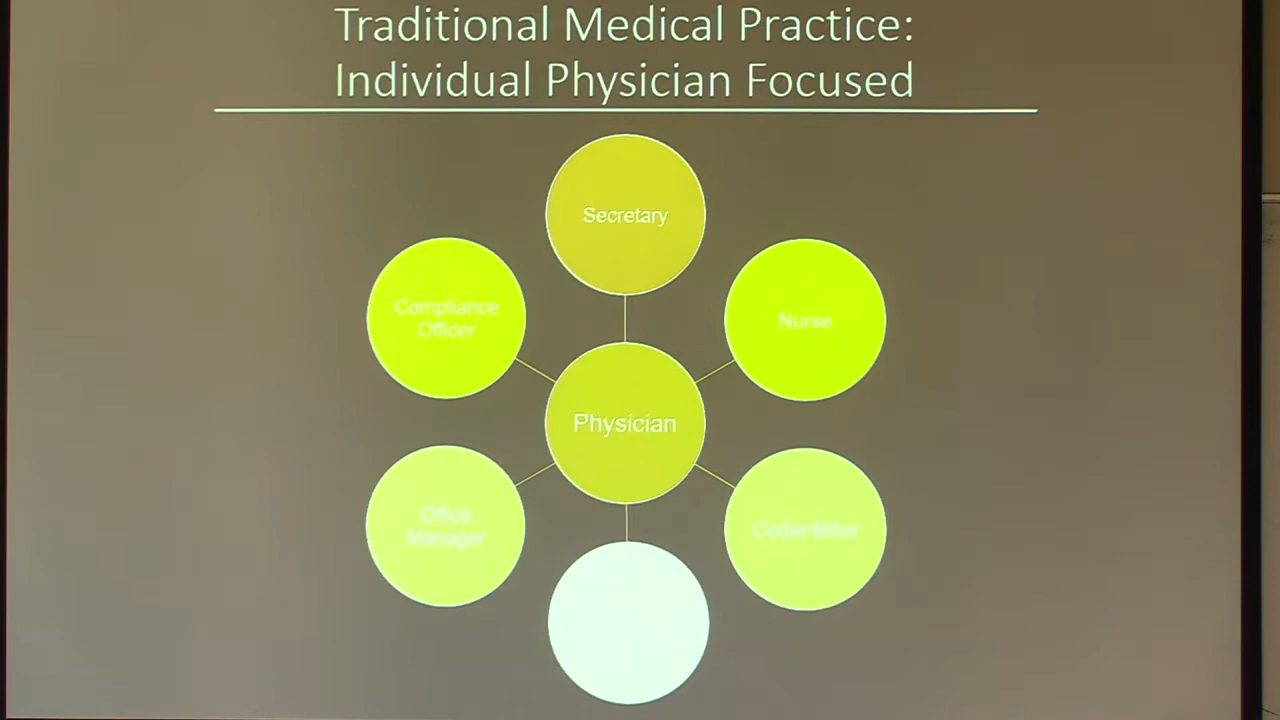 Traditional Medical Practice:
Individual Physician Focused
Secretary
Compliance
Officer
Nurse
Physician
Office
Manager
Coder/Biller